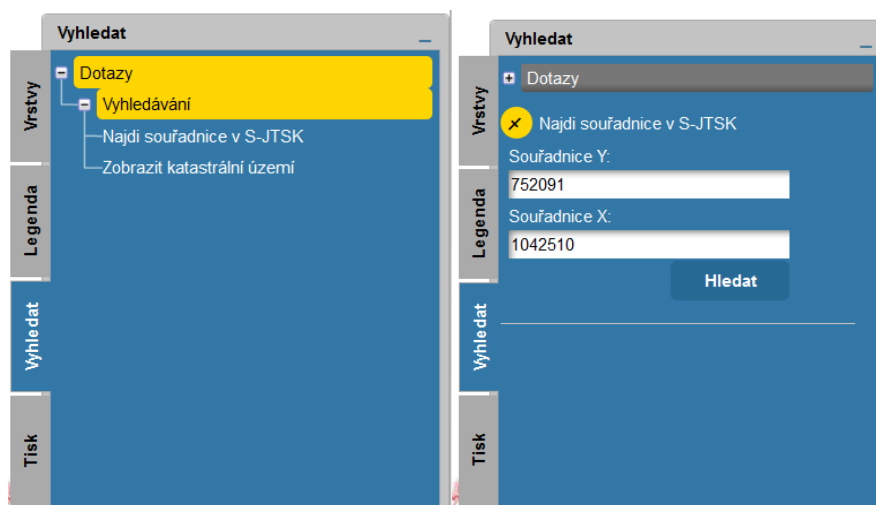 Vyhledat
Vrstvy
Legenda
Vyhledat
Tisk
Dotazy
Vyhledávání
Najdi souřadnice v S-JTSK
Zobrazit katastrální území
Vyhledat
Vrstvy
Legenda
Vyhledat
Tisk
Dotazy
Najdi souřadnice v S-JTSK
Souřadnice Y:
752091
Souřadnice X:
1042510
Hledat